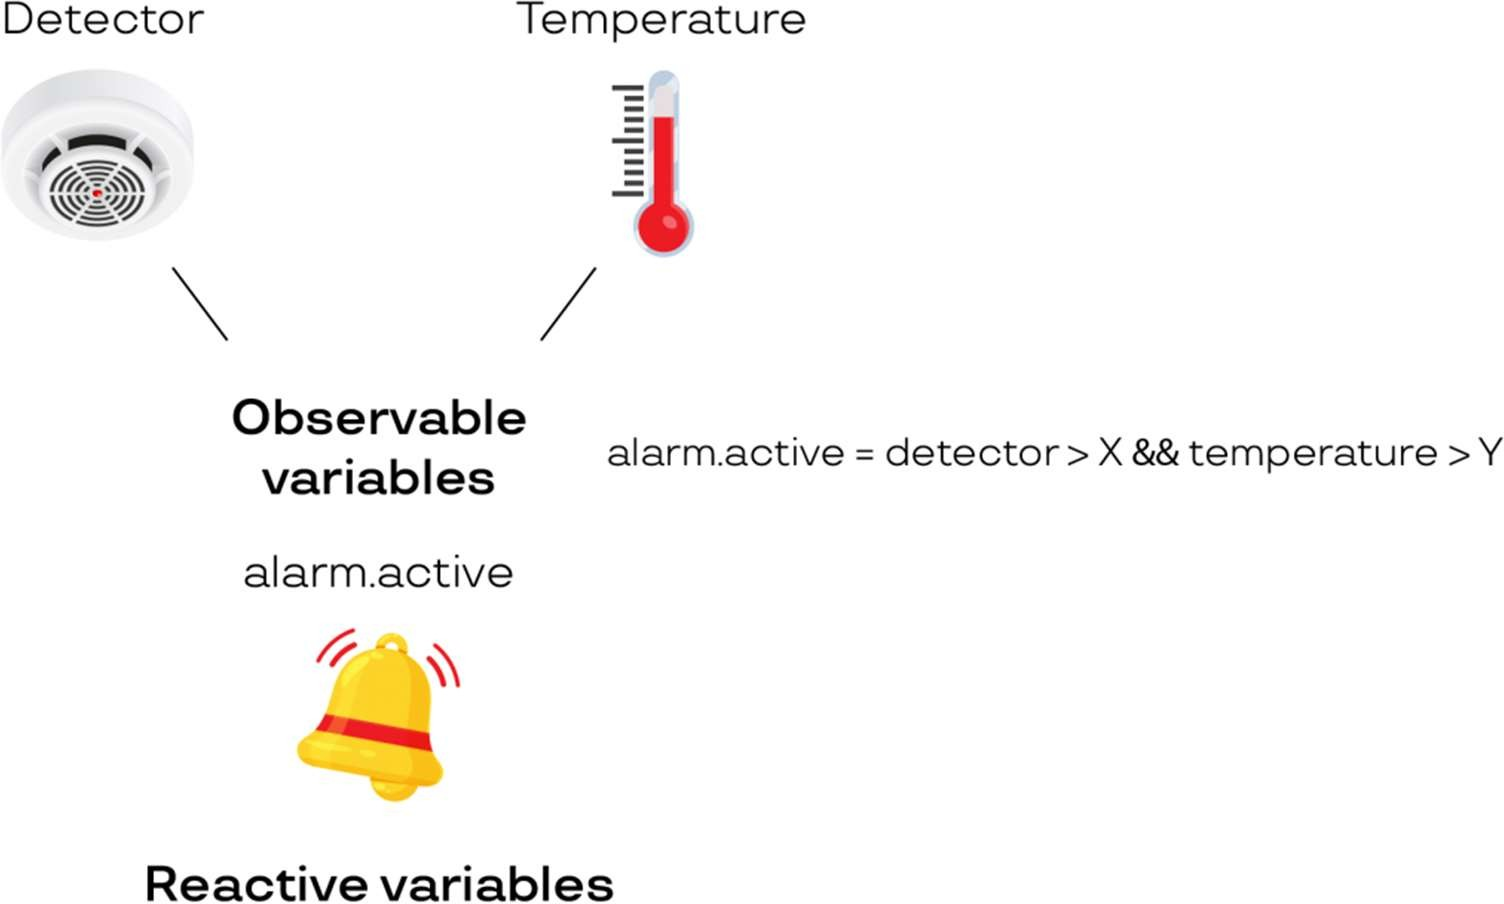 Detector
Temperature
Observable
variables
alarm.active = detector > X && temperature > Y
alarm.active
Reactive variables